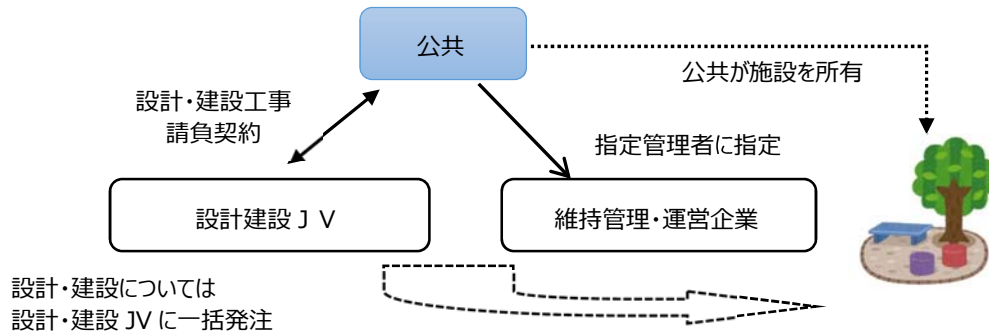 公共
公共が施設を所有
設計・建設工事
請負契約
指定管理者に指定
設計建設ＪＶ
維持管理・運営企業
設計・建設については
設計・建設 JV に一括発注